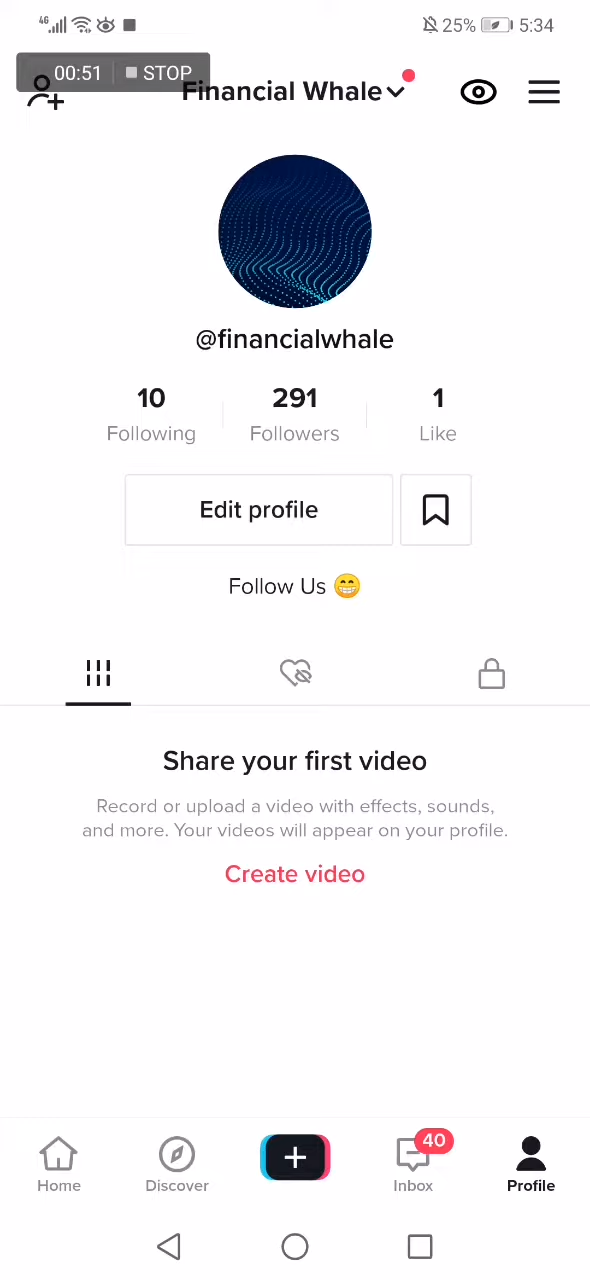 4G 25% 5:34
00:51 STOP
Financial Whale
@financialwhale
10 291 1
Following Followers Like
Edit profile
Follow Us 😁
Share your first video
Record or upload a video with effects, sounds,
and more. Your videos will appear on your profile.
Create video
40
Home Discover Inbox Profile